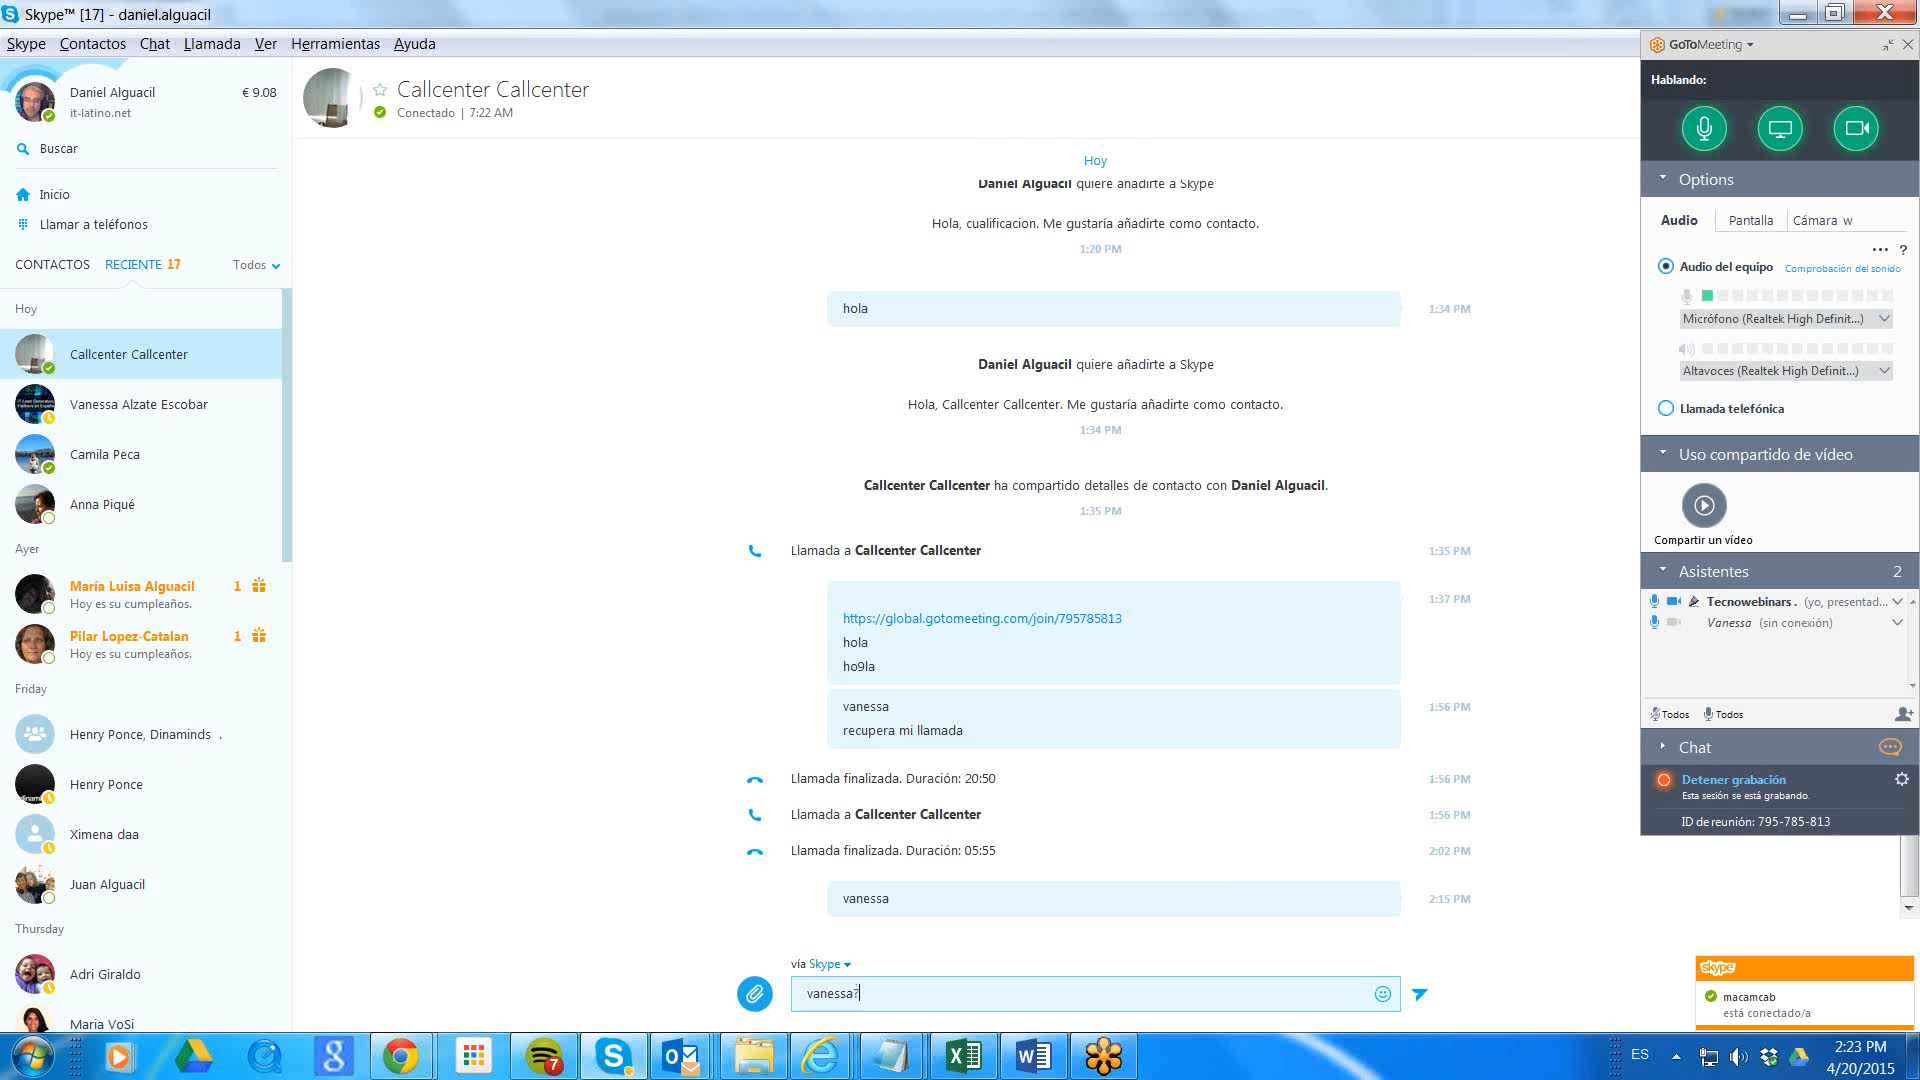 Skype™ [17] - daniel.alguacil
Skype Contactos Chat Llamada Ver Herramientas Ayuda
Daniel Alguacil € 9.08
it-latino.net
Buscar
Inicio
Llamar a teléfonos
CONTACTOS RECIENTE 17 Todos
Hoy
Callcenter Callcenter
Vanessa Alzate Escobar
Camila Peca
Anna Piqué
Ayer
María Luisa Alguacil 1
Hoy es su cumpleaños.
Pilar Lopez-Catalan 1
Hoy es su cumpleaños.
Friday
Henry Ponce, Dinaminds .
Henry Ponce
Ximena daa
Juan Alguacil
Thursday
Adri Giraldo
Maria VoSi
Callcenter Callcenter
Conectado | 7:22 AM
Hoy
Daniel Alguacil quiere añadirte a Skype
Hola, cualificacion. Me gustaría añadirte como contacto.
1:20 PM
hola 1:34 PM
Daniel Alguacil quiere añadirte a Skype
Hola, Callcenter Callcenter. Me gustaría añadirte como contacto.
1:34 PM
Callcenter Callcenter ha compartido detalles de contacto con Daniel Alguacil.
1:35 PM
Llamada a Callcenter Callcenter 1:35 PM
1:37 PM
https://global.gotomeeting.com/join/795785813
hola
ho9la
vanessa 1:56 PM
recupera mi llamada
Llamada finalizada. Duración: 20:50 1:56 PM
Llamada a Callcenter Callcenter 1:56 PM
Llamada finalizada. Duración: 05:55 2:02 PM
vanessa 2:15 PM
vía Skype
vanessa?
GoToMeeting
Hablando:
Options
Audio Pantalla Cámara w
... ?
Audio del equipo Comprobación del sonido
Micrófono (Realtek High Definit...)
Altavoces (Realtek High Definit...)
Llamada telefónica
Uso compartido de vídeo
Compartir un vídeo
Asistentes 2
Tecnowebinars . (yo, presentad...
Vanessa (sin conexión)
Todos Todos
Chat
Detener grabación
Esta sesión se está grabando.
ID de reunión: 795-785-813
skype
macamcab
está conectado/a
7
ES
2:23 PM
4/20/2015